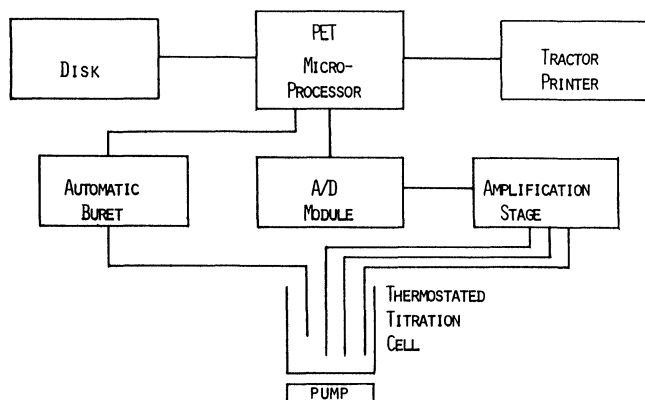 PET
MICRO-
PROCESSOR
DISK
TRACTOR
PRINTER
AUTOMATIC
BURET
A/D
MODULE
AMPLIFICATION
STAGE
THERMOSTATED
TITRATION
CELL
PUMP